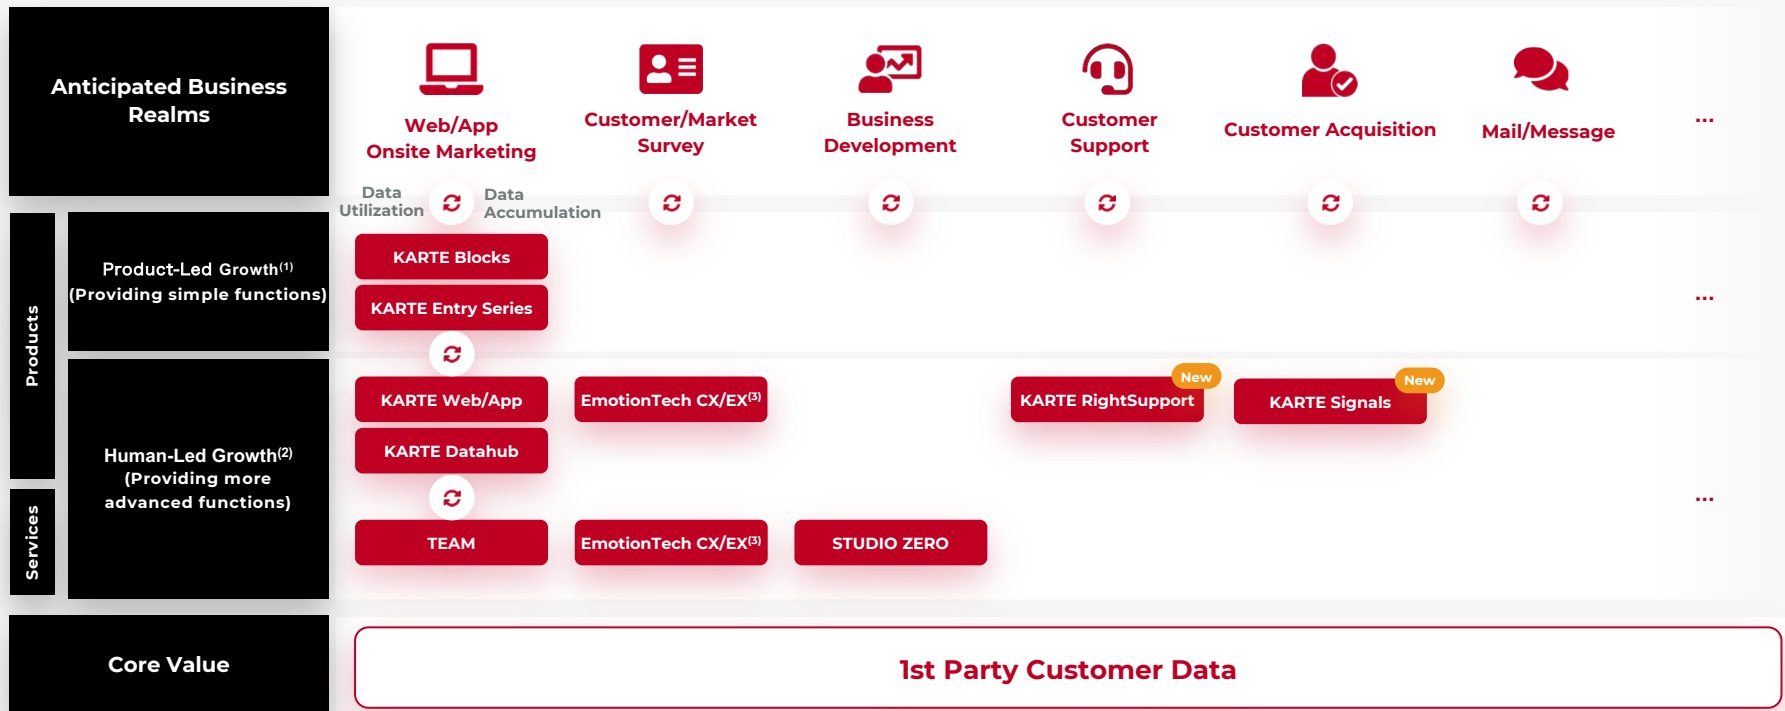 Anticipated Business
Realms
Web/App
Onsite Marketing
Customer/Market
Survey
Business
Development
Customer
Support
Customer Acquisition
Mail/Message
...
Data
Utilization
Data
Accumulation
Products
Product-Led Growth(1)
(Providing simple functions)
KARTE Blocks
KARTE Entry Series
...
Human-Led Growth(2)
(Providing more
advanced functions)
KARTE Web/App
EmotionTech CX/EX(3)
KARTE RightSupport
New
KARTE Signals
New
KARTE Datahub
...
Services
TEAM
EmotionTech CX/EX(3)
STUDIO ZERO
Core Value
1st Party Customer Data